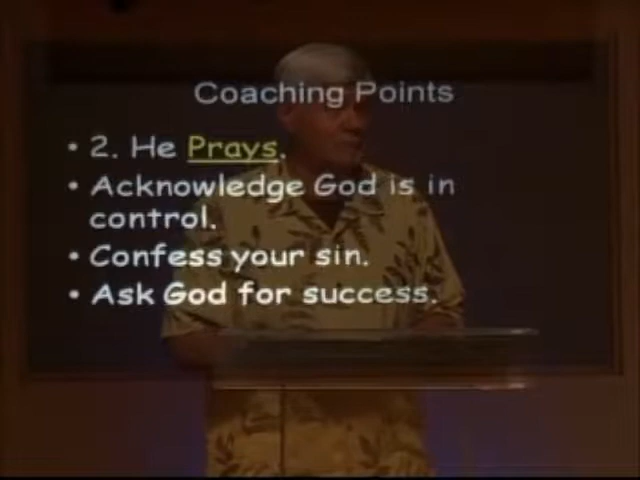 Coaching Points
• 2. He Prays.
• Acknowledge God is in
control.
• Confess your sin.
• Ask God for success.